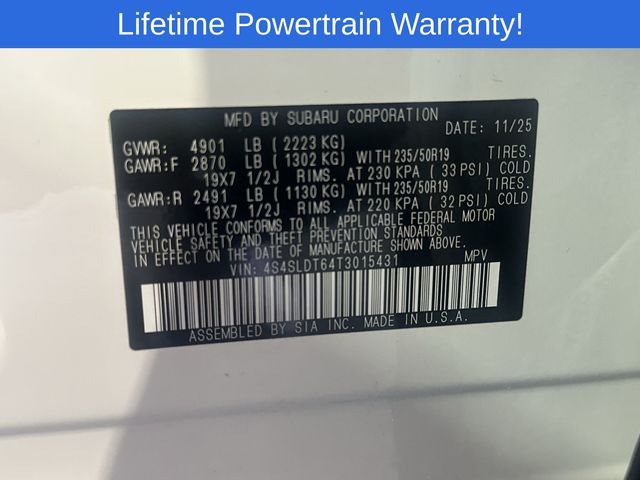 Lifetime Powertrain Warranty!
MFD BY SUBARU CORPORATION
DATE: 11/25
GVWR: 4901 LB ( 2223 KG)
GAWR:F 2870 LB ( 1302 KG) WITH 235/50R19 TIRES.
19X7 1/2J RIMS. AT 230 KPA ( 33 PSI) COLD
GAWR:R 2491 LB ( 1130 KG) WITH 235/50R19 TIRES.
19X7 1/2J RIMS. AT 220 KPA ( 32 PSI) COLD
THIS VEHICLE CONFORMS TO ALL APPLICABLE FEDERAL MOTOR
VEHICLE SAFETY AND THEFT PREVENTION STANDARDS
IN EFFECT ON THE DATE OF MANUFACTURE SHOWN ABOVE.
VIN: 4S4SLDT64T3015431 MPV
ASSEMBLED BY SIA INC. MADE IN U.S.A.